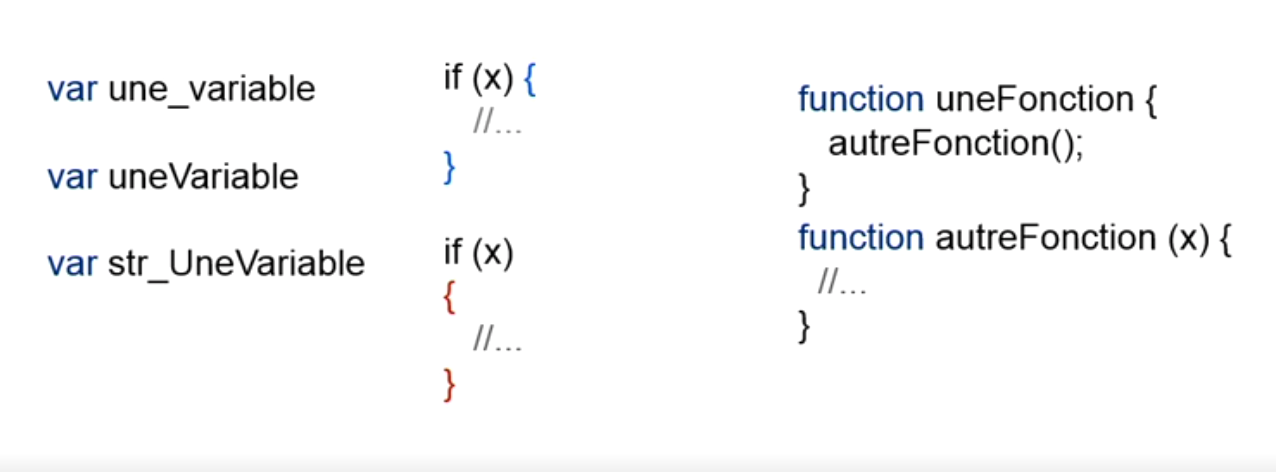 var une_variable
var uneVariable
var str_UneVariable
if (x) {
//...
}
if (x)
{
//...
}
function uneFonction {
autreFonction();
}
function autreFonction (x) {
//...
}